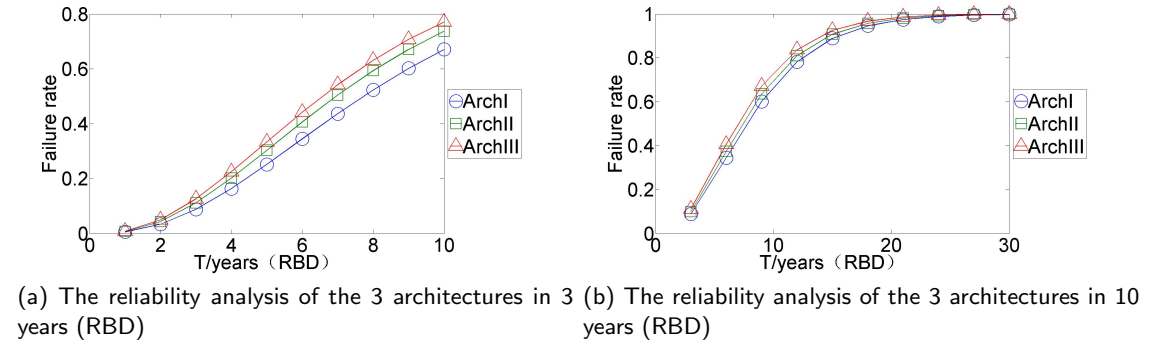 0.8
0.6
0.4
0.2
0
Failure rate
0 2 4 6 8 10
T/years（RBD）
ArchI
ArchII
ArchIII
1
0.8
0.6
0.4
0.2
0
Failure rate
0 10 20 30
T/years（RBD）
ArchI
ArchII
ArchIII
(a) The reliability analysis of the 3 architectures in 3
years (RBD)
(b) The reliability analysis of the 3 architectures in 10
years (RBD)